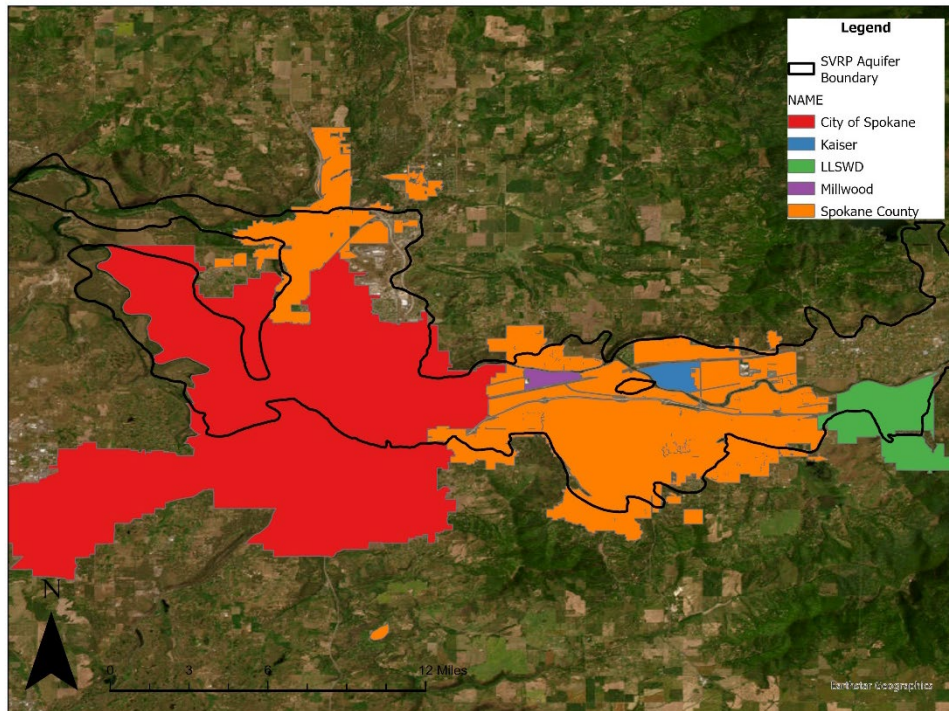 Legend
SVRP Aquifer
Boundary
NAME
City of Spokane
Kaiser
LLSWD
Millwood
Spokane County
N
0 3 6 12 Miles
Earthstar Geographics